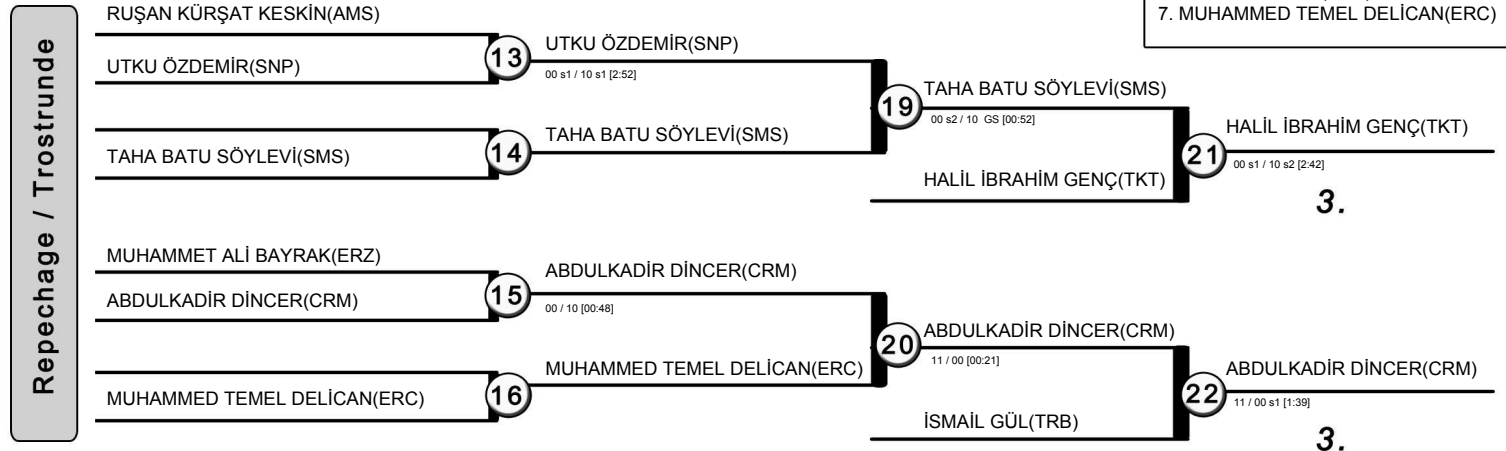 7. MUHAMMED TEMEL DELİCAN(ERC)
Repechage / Trostrunde
RUŞAN KÜRŞAT KESKİN(AMS)
UTKU ÖZDEMİR(SNP)
13
UTKU ÖZDEMİR(SNP)
00 s1 / 10 s1 [2:52]
TAHA BATU SÖYLEVİ(SMS)
14
TAHA BATU SÖYLEVİ(SMS)
19
TAHA BATU SÖYLEVİ(SMS)
00 s2 / 10 GS [00:52]
HALİL İBRAHİM GENÇ(TKT)
21
HALİL İBRAHİM GENÇ(TKT)
00 s1 / 10 s2 [2:42]
3.
MUHAMMET ALİ BAYRAK(ERZ)
ABDULKADİR DİNCER(CRM)
15
ABDULKADİR DİNCER(CRM)
00 / 10 [00:48]
MUHAMMED TEMEL DELİCAN(ERC)
16
MUHAMMED TEMEL DELİCAN(ERC)
20
ABDULKADİR DİNCER(CRM)
11 / 00 [00:21]
İSMAİL GÜL(TRB)
22
ABDULKADİR DİNCER(CRM)
11 / 00 s1 [1:39]
3.